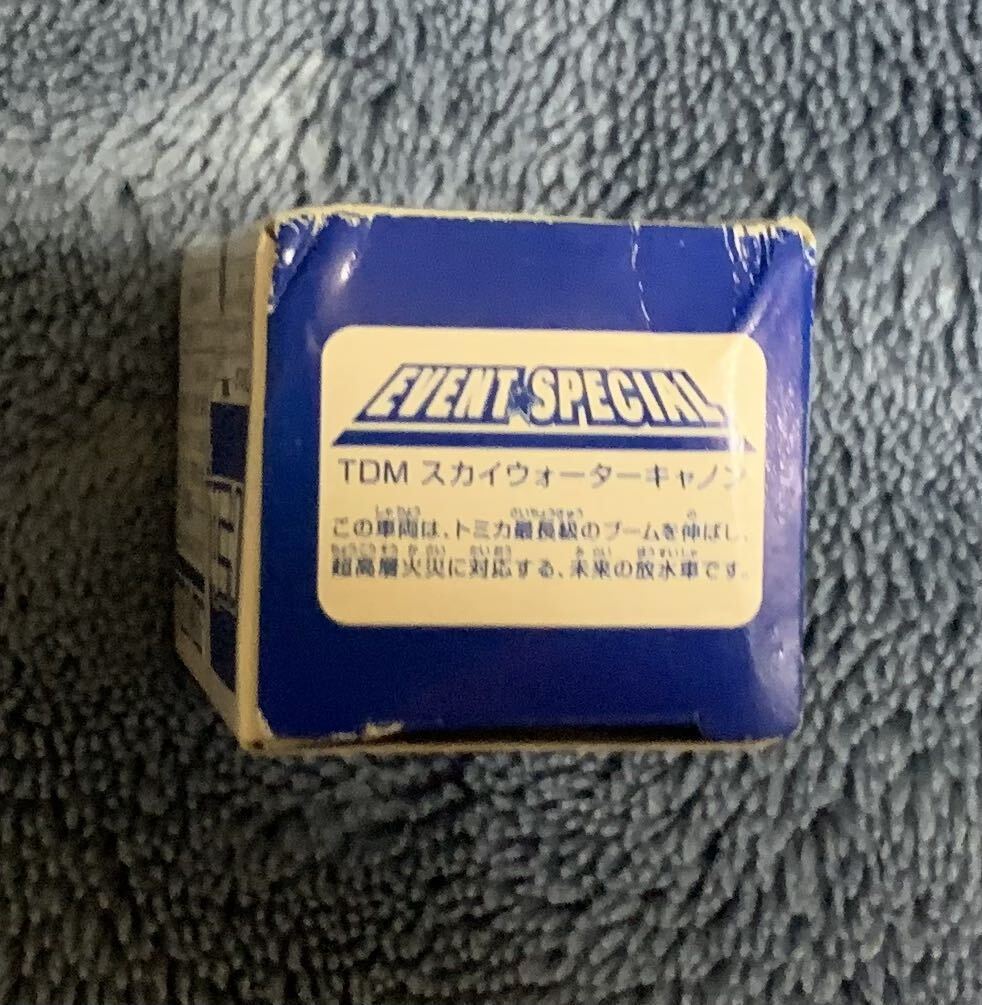 EVENT★SPECIAL
TDM スカイウォーターキャノン
この車両は、トミカ最長級のブームを伸ばし、
超高層火災に対応する、未来の放水車です。